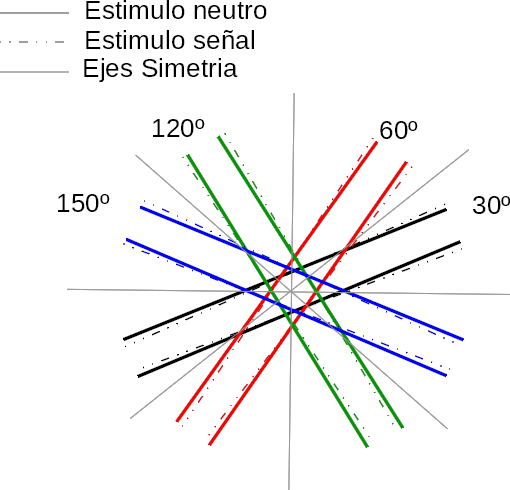 Estimulo neutro
Estimulo señal
Ejes Simetria
120º
60º
150º
30º